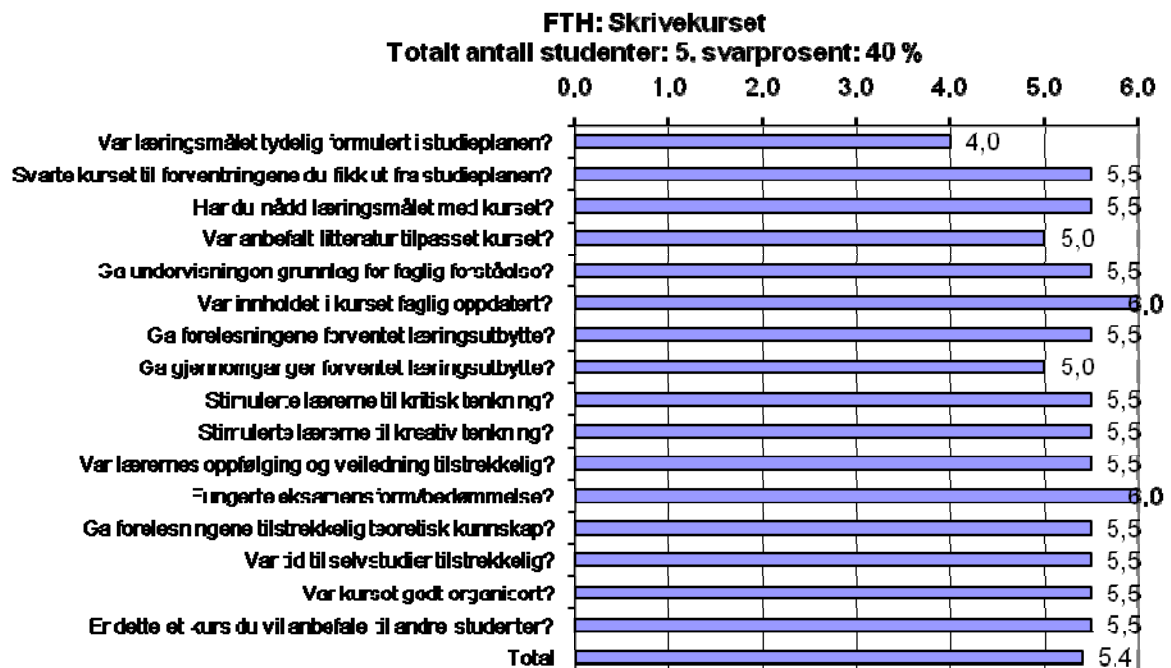 FTH: Skrivekurset
Totalt antall studenter: 5, svarprosent: 40 %
0,0 1,0 2,0 3,0 4,0 5,0 6,0
Var læringsmålet tydelig formulert i studieplanen? 4,0
Svarte kurset til forventningene du fikk ut fra studieplanen? 5,5
Har du nådd læringsmålet med kurset? 5,5
Var anbefalt litteratur tilpasset kurset? 5,0
Ga undervisningen grunnlag for faglig forståelse? 5,5
Var innholdet i kurset faglig oppdatert? 6,0
Ga forelesningene forventet læringsutbytte? 5,5
Ga gjennomganger forventet læringsutbytte? 5,0
Stimulerte lærerne til kritisk tenkning? 5,5
Stimulerte lærerne til kreativ tenkning? 5,5
Var lærernes oppfølging og veiledning tilstrekkelig? 5,5
Fungerte eksamensform/bedømmelse? 6,0
Ga forelesningene tilstrekkelig teoretisk kunnskap? 5,5
Var tid til selvstudier tilstrekkelig? 5,5
Var kurset godt organisert? 5,5
Er dette et kurs du vil anbefale til andre studenter? 5,5
Total 5,4